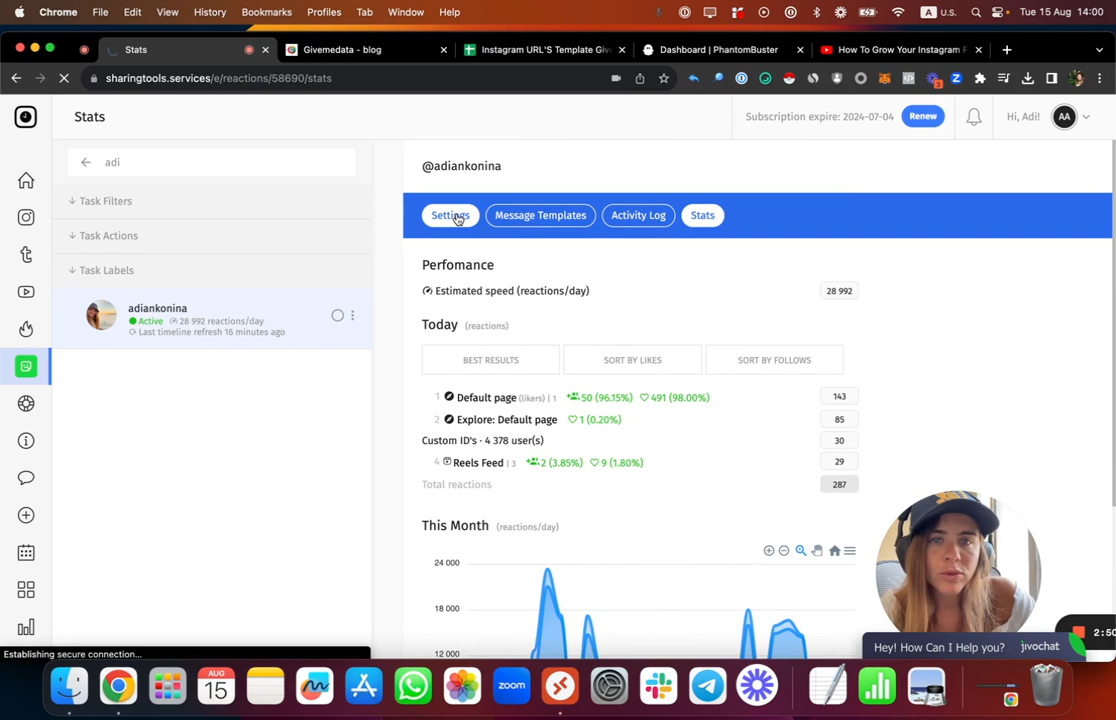 Chrome File Edit View History Bookmarks Profiles Tab Window Help A U.S. Tue 15 Aug 14:00
Stats Givemedata - blog Instagram URL'S Template Giv Dashboard | PhantomBuster How To Grow Your Instagram F
sharingtools.services/e/reactions/58690/stats
Stats Subscription expire: 2024-07-04 Renew Hi, Adi! AA
adi
@adiankonina
↓ Task Filters
Settings Message Templates Activity Log Stats
↓ Task Actions
↓ Task Labels
adiankonina
Active 28 992 reactions/day
Last timeline refresh 16 minutes ago
Perfomance
Estimated speed (reactions/day) 28 992
Today (reactions)
BEST RESULTS SORT BY LIKES SORT BY FOLLOWS
1 Default page (likers) | 1 50 (96.15%) 491 (98.00%) 143
2 Explore: Default page 1 (0.20%) 85
Custom ID's · 4 378 user(s) 30
4 Reels Feed | 3 2 (3.85%) 9 (1.80%) 29
Total reactions 287
This Month (reactions/day)
24 000
18 000
12 000
2:50
Hey! How Can I Help you? jivochat
Establishing secure connection...
AUG
15
zoom